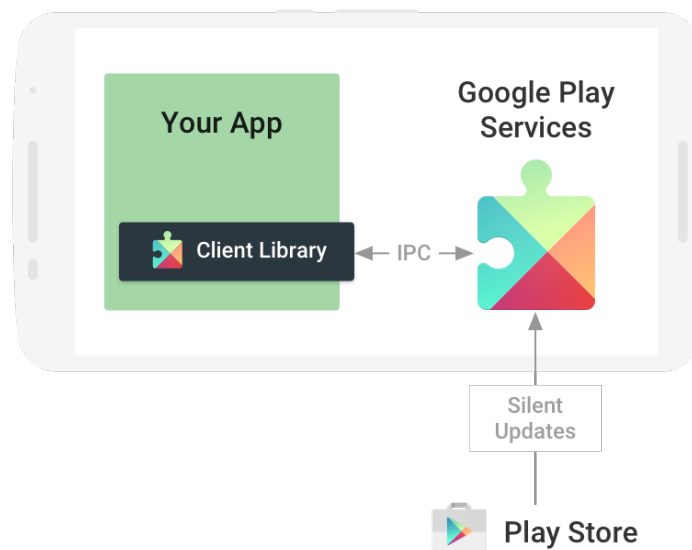 Your App
Google Play
Services
Client Library
IPC
Silent
Updates
Play Store